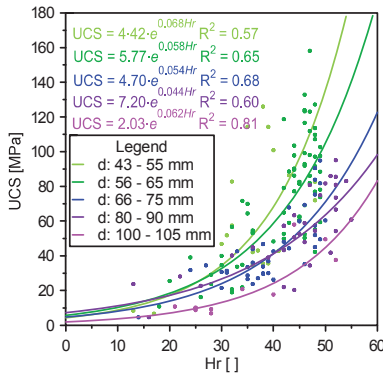 UCS = 4·42·e^0.068Hr R² = 0.57
UCS = 5.77·e^0.058Hr R² = 0.65
UCS = 4.70·e^0.054Hr R² = 0.68
UCS = 7.20·e^0.044Hr R² = 0.60
UCS = 2.03·e^0.062Hr R² = 0.81
Legend
d: 43 - 55 mm
d: 56 - 65 mm
d: 66 - 75 mm
d: 80 - 90 mm
d: 100 - 105 mm
UCS [MPa]
180
160
140
120
100
80
60
40
20
0
0 10 20 30 40 50 60
Hr [ ]